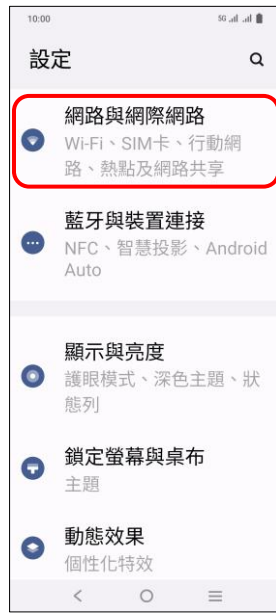 10:00
5G
設定
網路與網際網路
Wi-Fi、SIM卡、行動網
路、熱點及網路共享
藍牙與裝置連接
NFC、智慧投影、Android
Auto
顯示與亮度
護眼模式、深色主題、狀
態列
鎖定螢幕與桌布
主題
動態效果
個性化特效